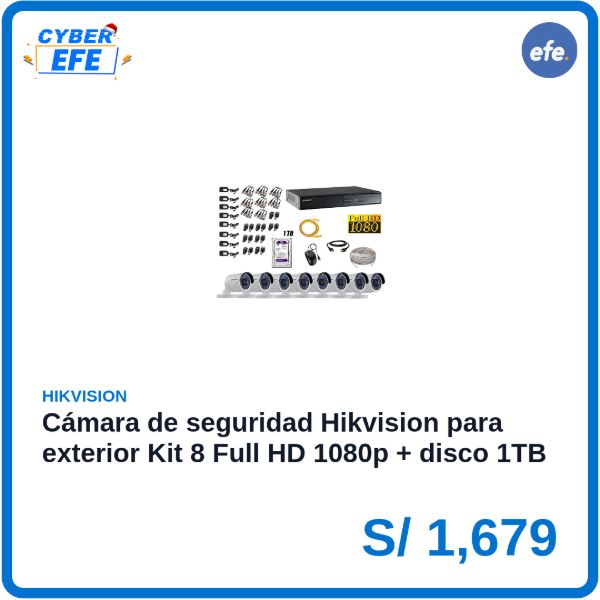 CYBER
EFE
efe.
Full HD
1080
1TB
HIKVISION
Cámara de seguridad Hikvision para
exterior Kit 8 Full HD 1080p + disco 1TB
S/ 1,679